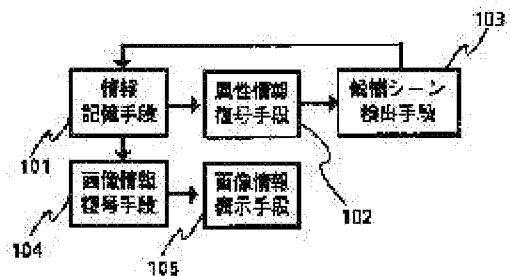 103
情報
記憶手段
属性情報
復号手段
候補シーン
検出手段
101
画像情報
復号手段
画像情報
表示手段
102
104
105